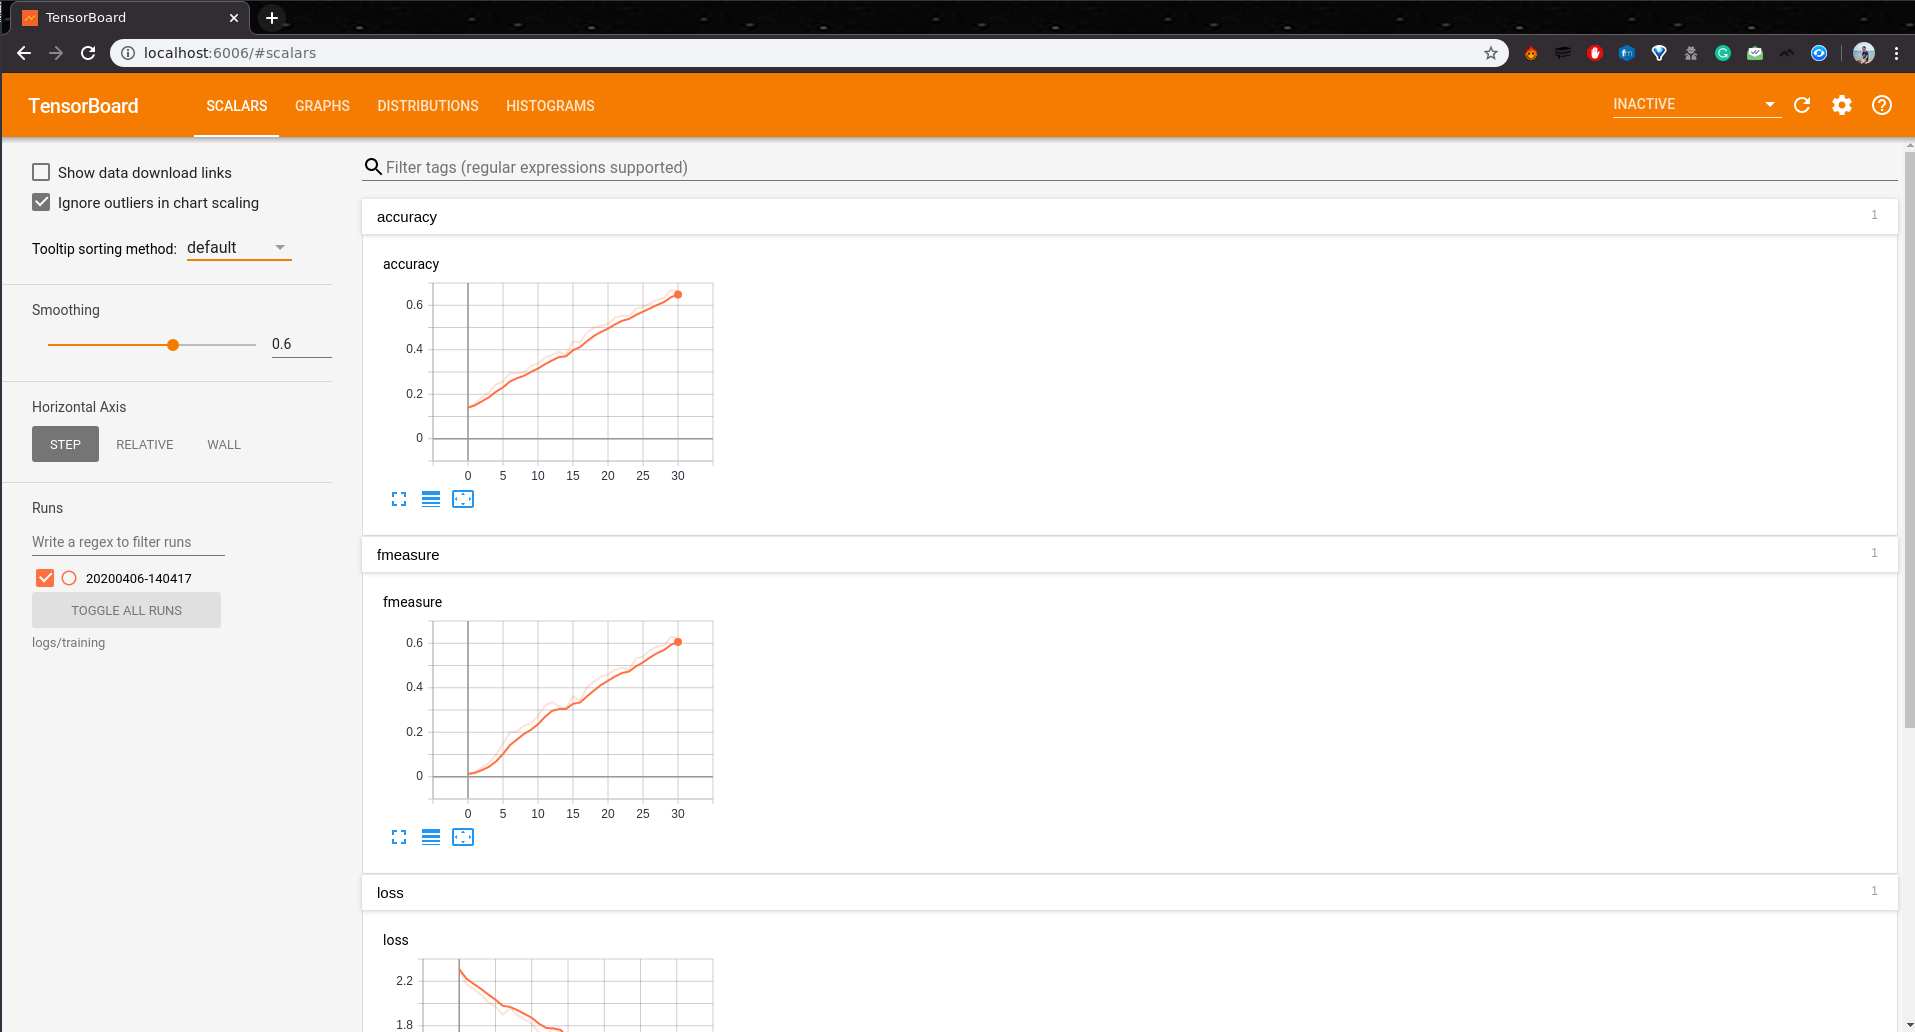 TensorBoard
localhost:6006/#scalars
TensorBoard SCALARS GRAPHS DISTRIBUTIONS HISTOGRAMS INACTIVE
Show data download links
Ignore outliers in chart scaling
Tooltip sorting method: default
Smoothing
0.6
Horizontal Axis
STEP RELATIVE WALL
Runs
Write a regex to filter runs
20200406-140417
TOGGLE ALL RUNS
logs/training
Filter tags (regular expressions supported)
accuracy 1
accuracy
0.6
0.4
0.2
0
0 5 10 15 20 25 30
fmeasure 1
fmeasure
0.6
0.4
0.2
0
0 5 10 15 20 25 30
loss 1
loss
2.2
1.8